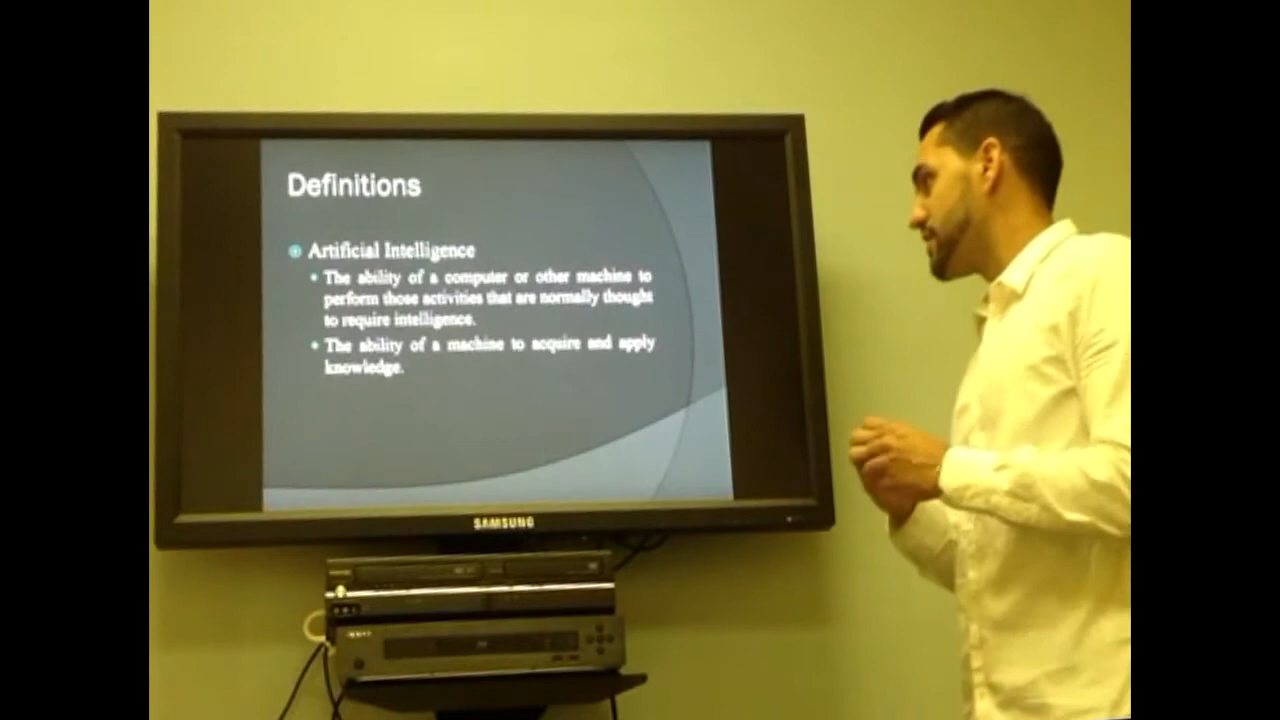 Definitions
Artificial Intelligence
The ability of a computer or other machine to
perform those activities that are normally thought
to require intelligence.
The ability of a machine to acquire and apply
knowledge.
SAMSUNG